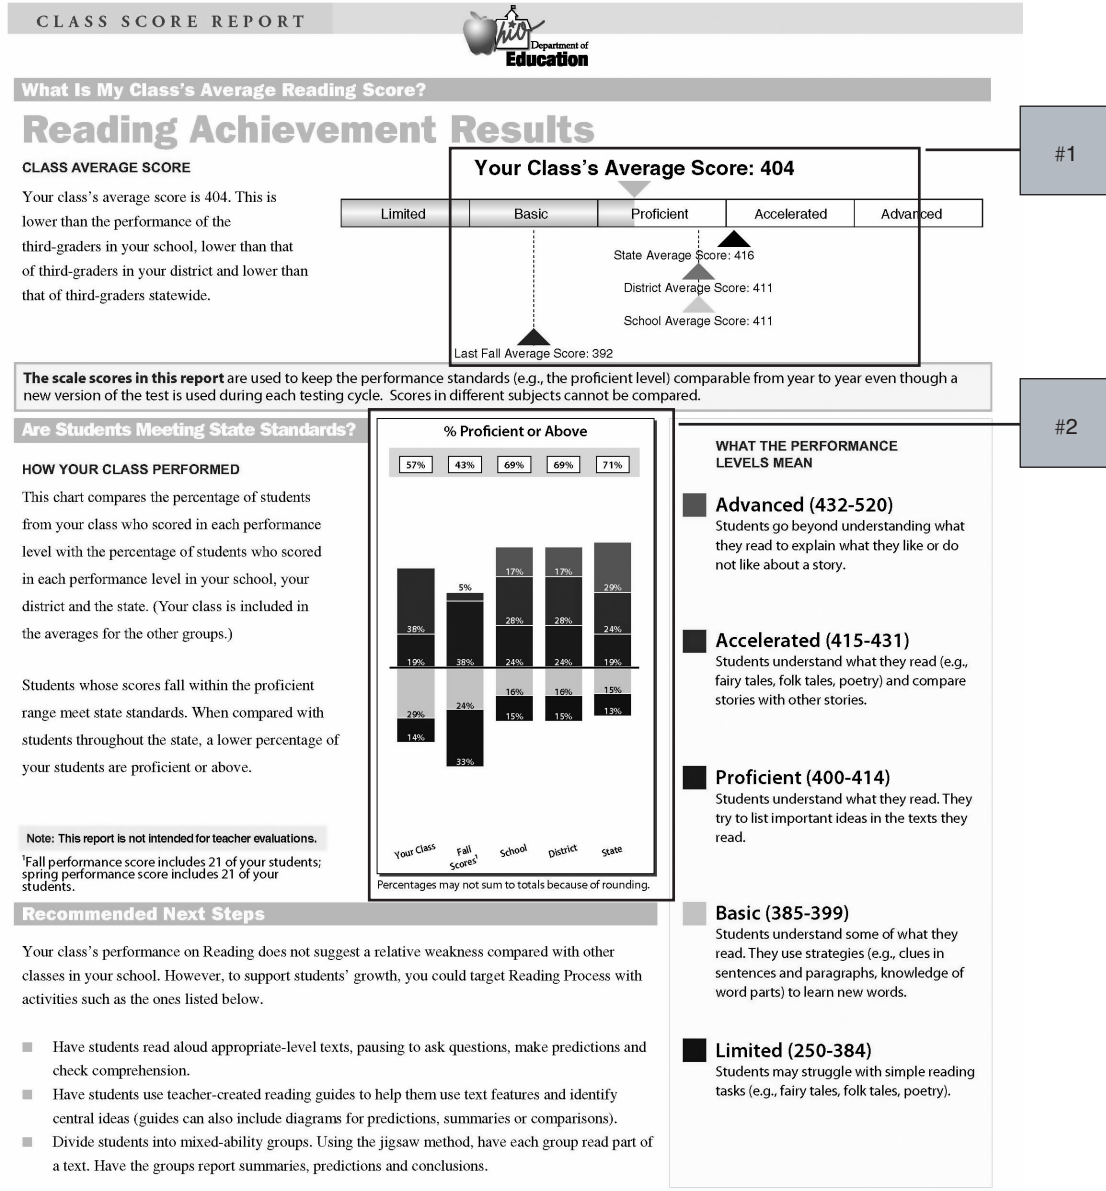 CLASS SCORE REPORT
Ohio
Department of
Education
What Is My Class's Average Reading Score?
Reading Achievement Results
CLASS AVERAGE SCORE
Your class's average score is 404. This is
lower than the performance of the
third-graders in your school, lower than that
of third-graders in your district and lower than
that of third-graders statewide.
Your Class's Average Score: 404
Limited Basic Proficient Accelerated Advanced
State Average Score: 416
District Average Score: 411
School Average Score: 411
Last Fall Average Score: 392
#1
The scale scores in this report are used to keep the performance standards (e.g., the proficient level) comparable from year to year even though a
new version of the test is used during each testing cycle. Scores in different subjects cannot be compared.
#2
Are Students Meeting State Standards?
HOW YOUR CLASS PERFORMED
This chart compares the percentage of students
from your class who scored in each performance
level with the percentage of students who scored
in each performance level in your school, your
district and the state. (Your class is included in
the averages for the other groups.)
Students whose scores fall within the proficient
range meet state standards. When compared with
students throughout the state, a lower percentage of
your students are proficient or above.
Note: This report is not intended for teacher evaluations.
¹Fall performance score includes 21 of your students;
spring performance score includes 21 of your
students.
% Proficient or Above
57% 43% 69% 69% 71%
17% 17% 29%
5%
38% 28% 28% 24%
19% 38% 24% 24% 19%
29% 24% 16% 16% 15%
14% 33% 15% 15% 13%
Your Class
Fall
Scores¹
School
District
State
Percentages may not sum to totals because of rounding.
WHAT THE PERFORMANCE
LEVELS MEAN
Advanced (432-520)
Students go beyond understanding what
they read to explain what they like or do
not like about a story.
Accelerated (415-431)
Students understand what they read (e.g.,
fairy tales, folk tales, poetry) and compare
stories with other stories.
Proficient (400-414)
Students understand what they read. They
try to list important ideas in the texts they
read.
Basic (385-399)
Students understand some of what they
read. They use strategies (e.g., clues in
sentences and paragraphs, knowledge of
word parts) to learn new words.
Limited (250-384)
Students may struggle with simple reading
tasks (e.g., fairy tales, folk tales, poetry).
Recommended Next Steps
Your class's performance on Reading does not suggest a relative weakness compared with other
classes in your school. However, to support students' growth, you could target Reading Process with
activities such as the ones listed below.
Have students read aloud appropriate-level texts, pausing to ask questions, make predictions and
check comprehension.
Have students use teacher-created reading guides to help them use text features and identify
central ideas (guides can also include diagrams for predictions, summaries or comparisons).
Divide students into mixed-ability groups. Using the jigsaw method, have each group read part of
a text. Have the groups report summaries, predictions and conclusions.